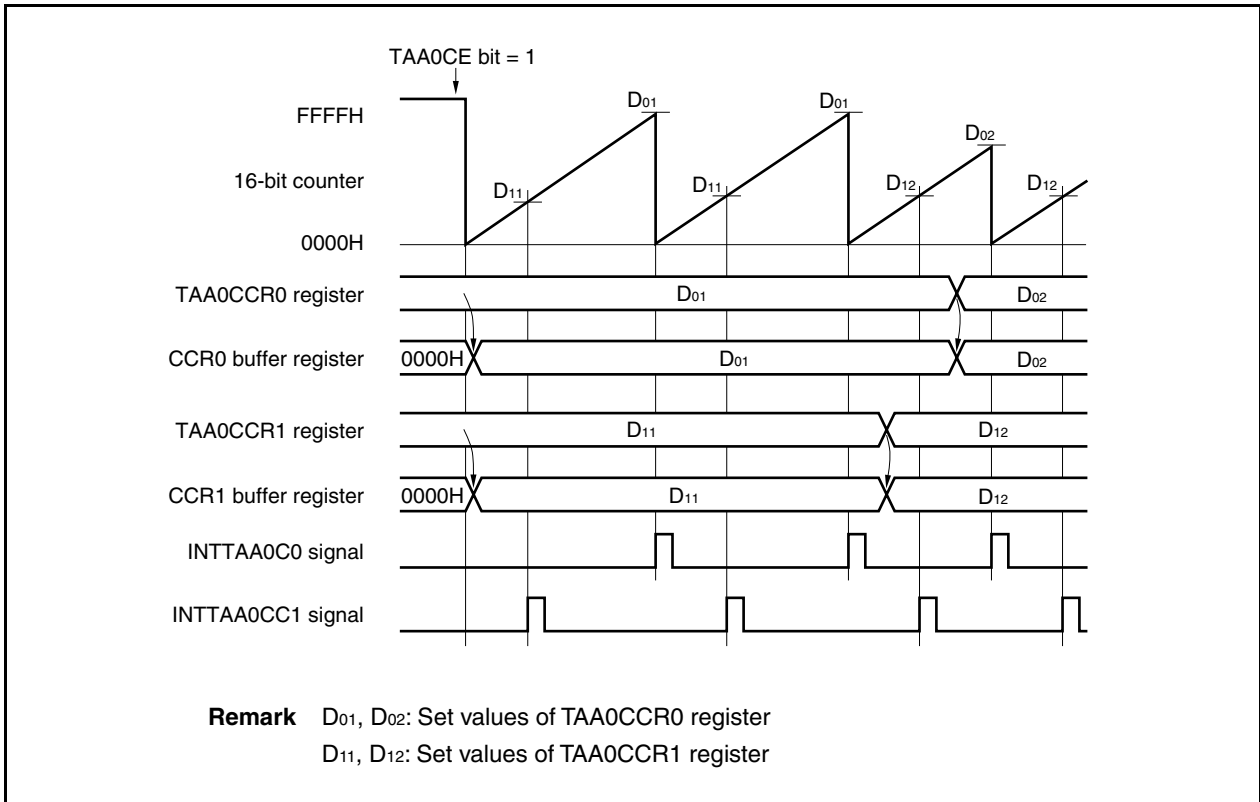 TAA0CE bit = 1
FFFFH
D01
D01
D02
16-bit counter
D11
D11
D12
D12
0000H
TAA0CCR0 register
D01
D02
CCR0 buffer register
0000H
D01
D02
TAA0CCR1 register
D11
D12
CCR1 buffer register
0000H
D11
D12
INTTAA0C0 signal
INTTAA0CC1 signal
Remark D01, D02: Set values of TAA0CCR0 register
D11, D12: Set values of TAA0CCR1 register